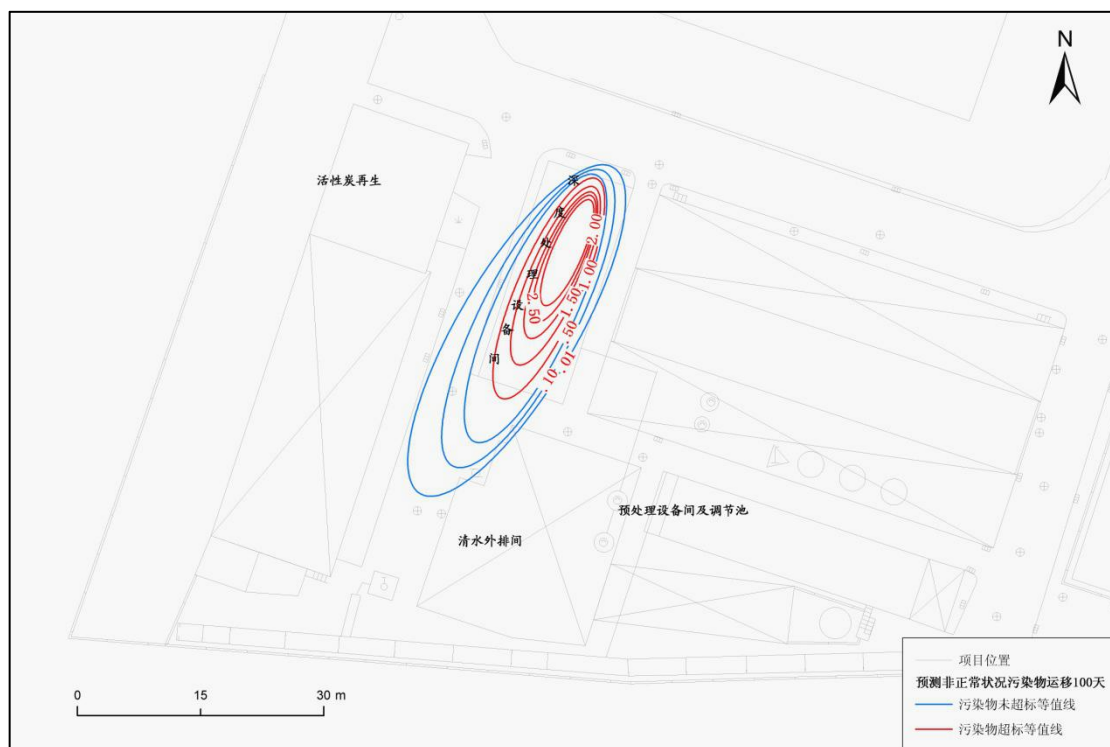 N
活性炭再生
深
度
处
理
设
备
间
2.00
1.00
2.50
1.50
.50
.01
.10
预处理设备间及调节池
清水外排间
0 15 30 m
项目位置
预测非正常状况污染物运移100天
污染物未超标等值线
污染物超标等值线